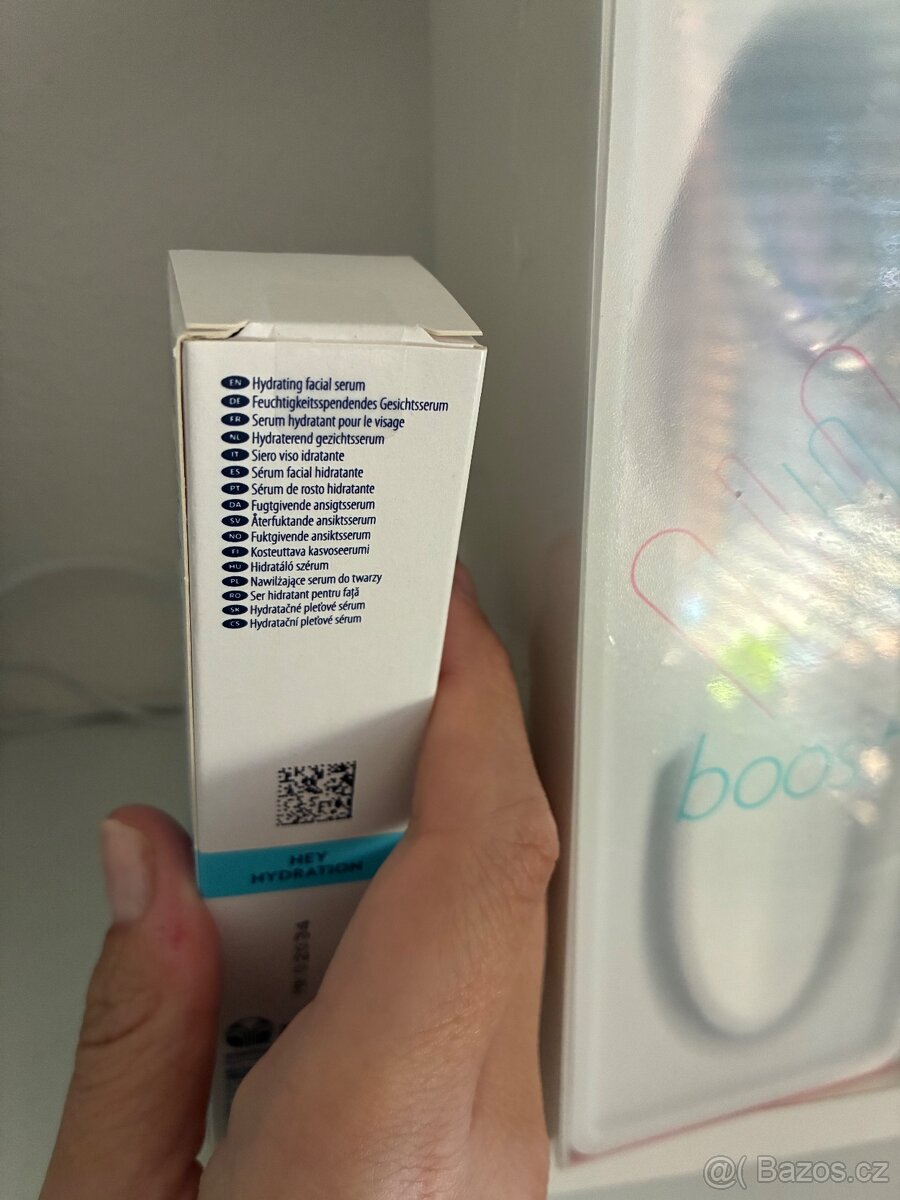 EN Hydrating facial serum
DE Feuchtigkeitsspendendes Gesichtsserum
FR Serum hydratant pour le visage
NL Hydraterend gezichtsserum
IT Siero viso idratante
ES Sérum facial hidratante
PT Sérum de rosto hidratante
DA Fugtgivende ansigtsserum
SV Återfuktande ansiktsserum
NO Fuktgivende ansiktsserum
FI Kosteuttava kasvoseerumi
HU Hidratáló szérum
PL Nawilżające serum do twarzy
RO Ser hidratant pentru față
SK Hydratačné pleťové sérum
CS Hydratační pleťové sérum
HEY
HYDRATION
boost
@( Bazos.cz